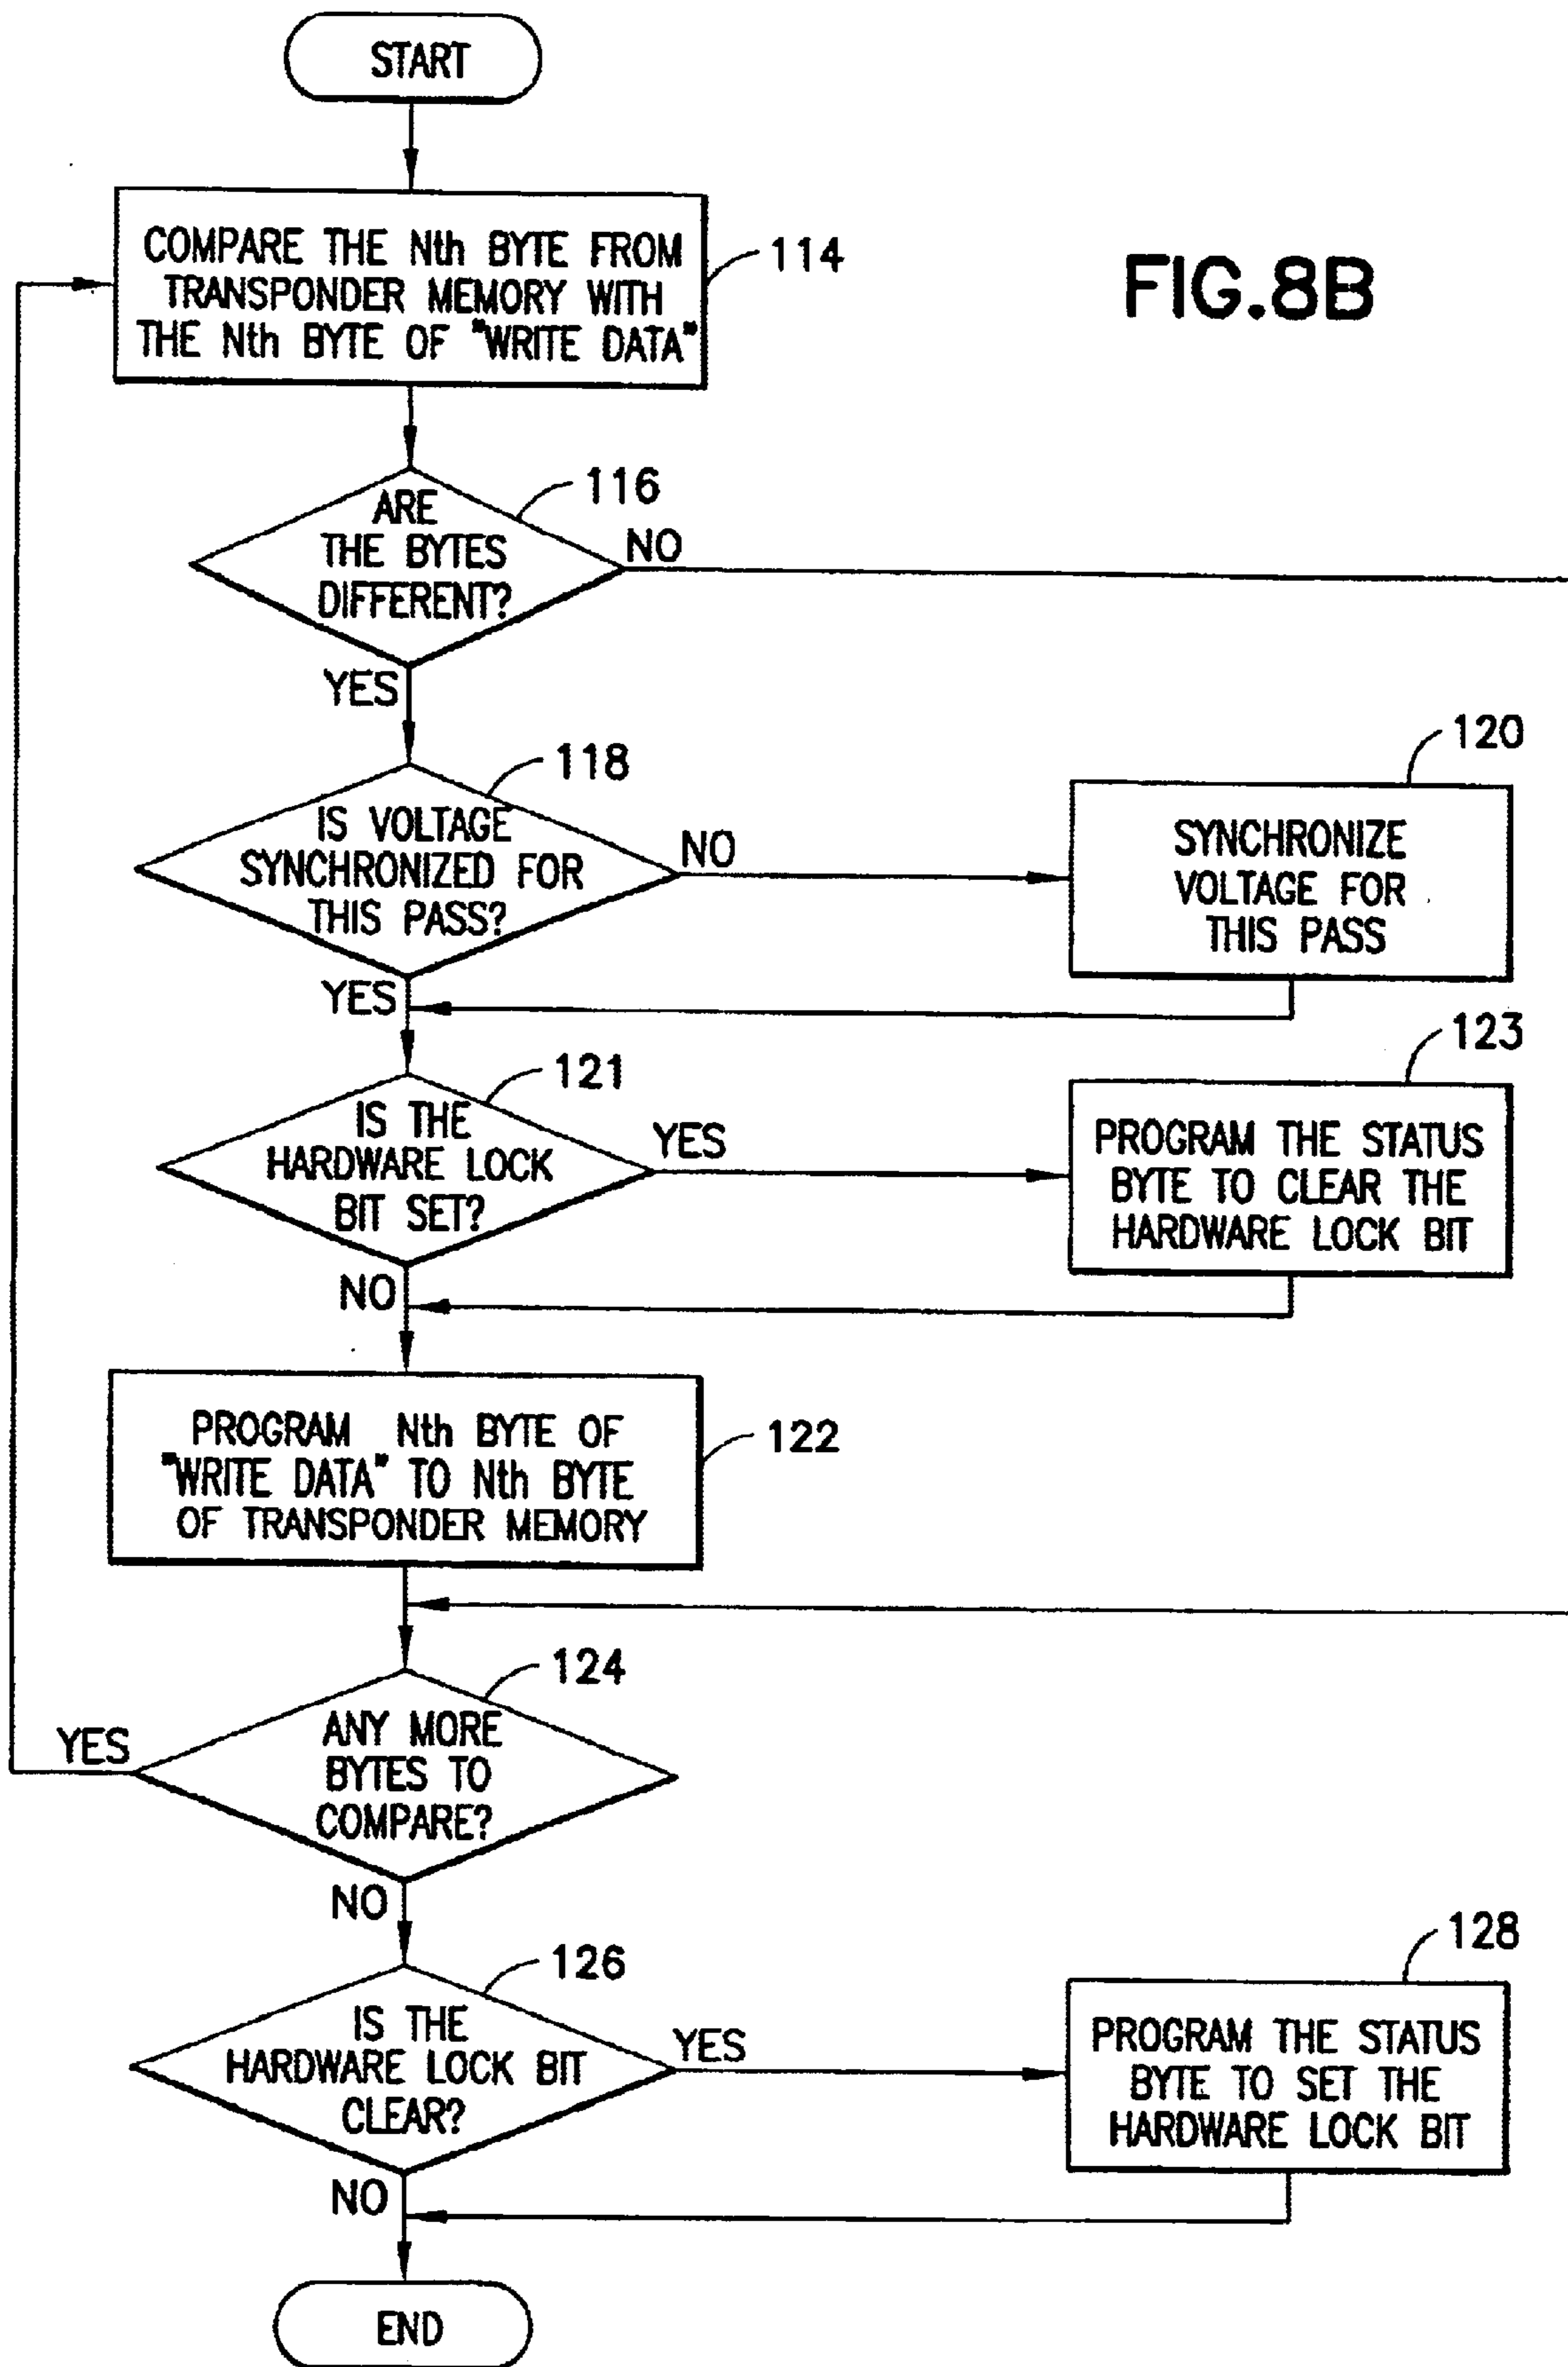 START
COMPARE THE Nth BYTE FROM
TRANSPONDER MEMORY WITH
THE Nth BYTE OF "WRITE DATA"
114
FIG.8B
ARE
THE BYTES
DIFFERENT?
116
NO
YES
IS VOLTAGE
SYNCHRONIZED FOR
THIS PASS?
118
NO
120
SYNCHRONIZE
VOLTAGE FOR
THIS PASS
YES
IS THE
HARDWARE LOCK
BIT SET?
121
YES
123
PROGRAM THE STATUS
BYTE TO CLEAR THE
HARDWARE LOCK BIT
NO
PROGRAM Nth BYTE OF
"WRITE DATA" TO Nth BYTE
OF TRANSPONDER MEMORY
122
ANY MORE
BYTES TO
COMPARE?
124
YES
NO
IS THE
HARDWARE LOCK BIT
CLEAR?
126
YES
128
PROGRAM THE STATUS
BYTE TO SET THE
HARDWARE LOCK BIT
NO
END